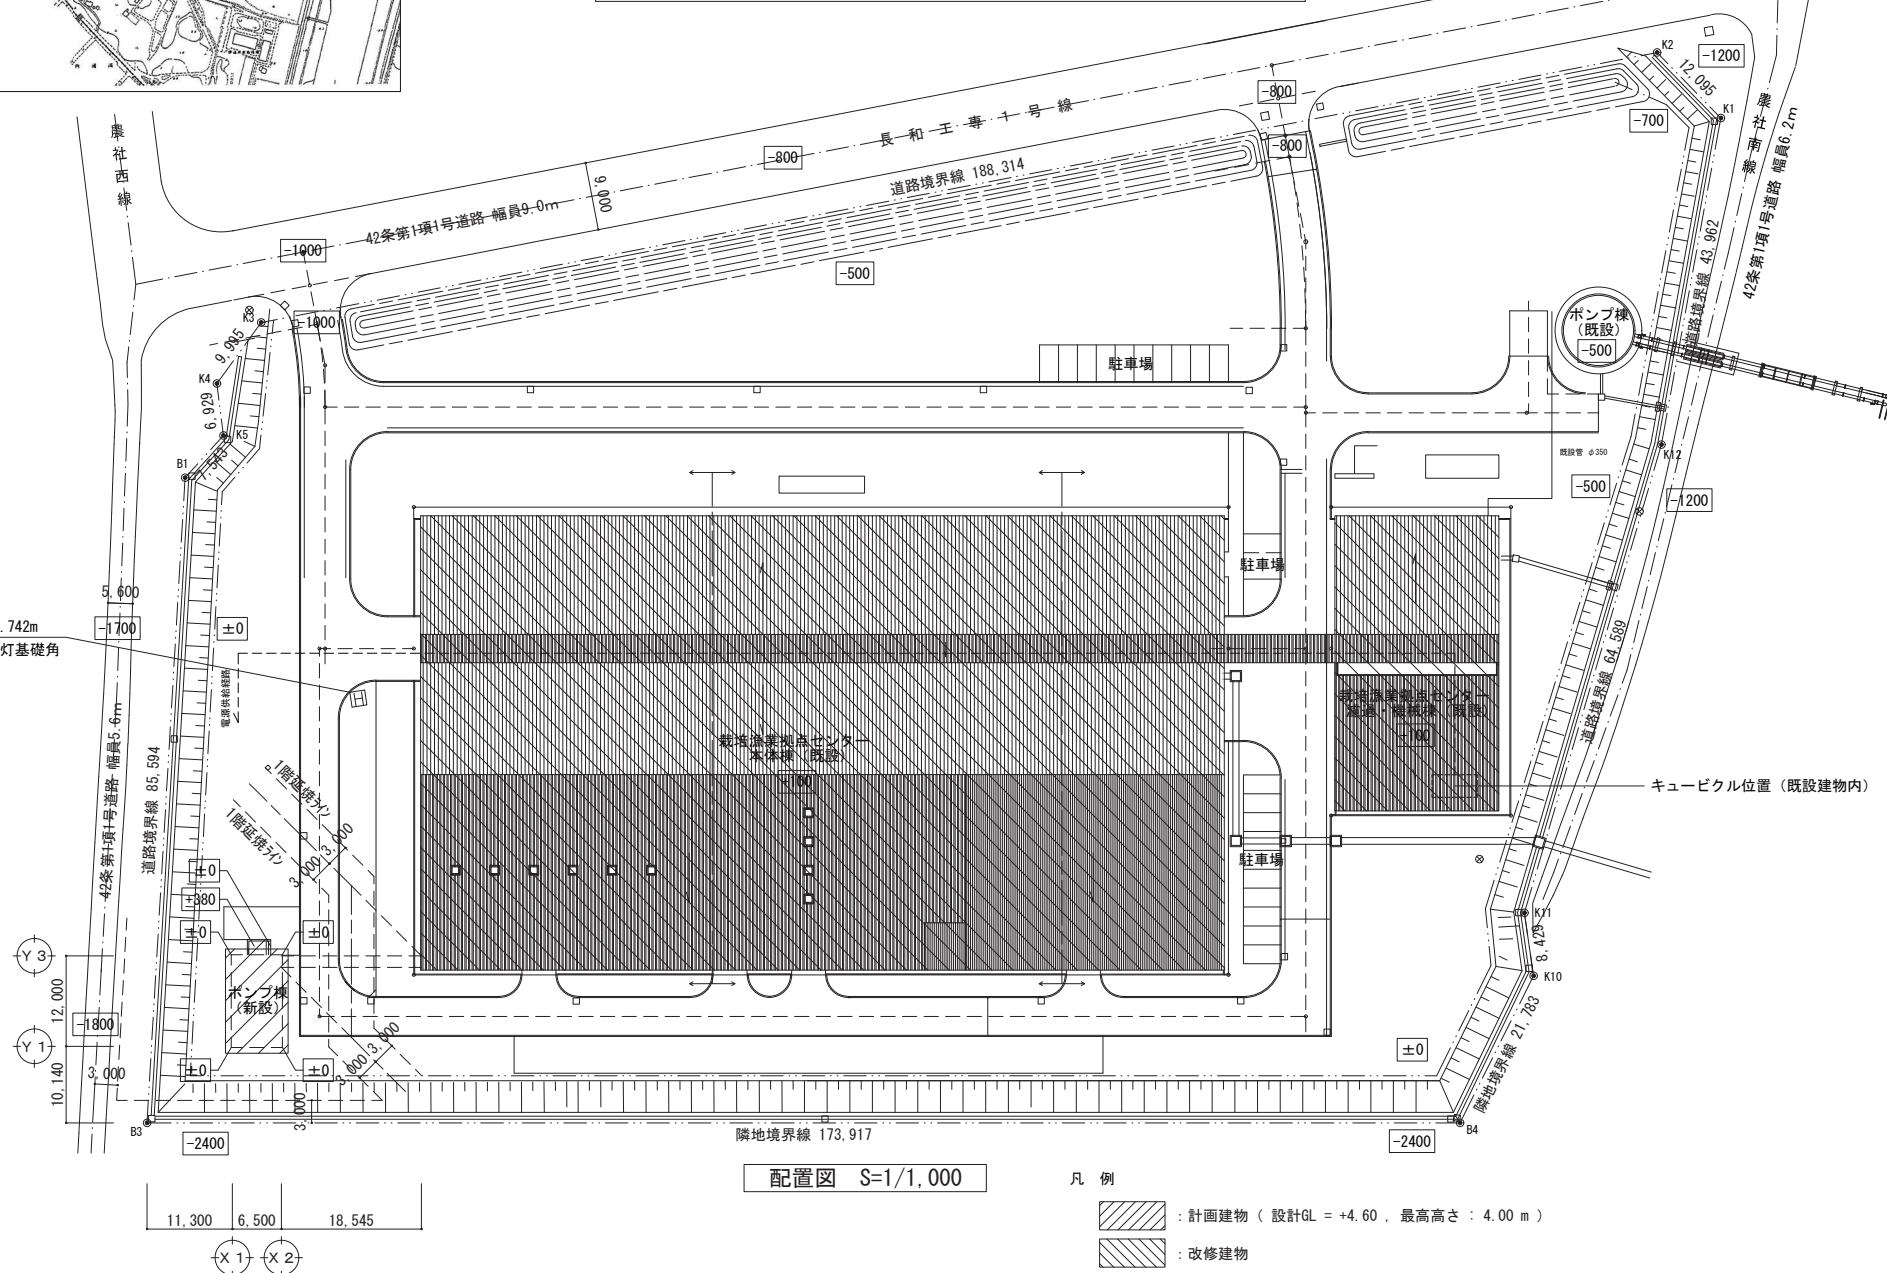 K2
-1200
12,095
K1
農社南線
-700
-800
長和王専1号線
-800
-800
道路境界線 188,314
9,000
42条第1項1号道路 幅員9.0m
農社西線
-1000
-500
42条第1項1号道路 幅員6.2m
道路境界線 43,962
K3
-1000
9,995
K4
6,929
K5
B1
7,543
駐車場
ポンプ棟
(既設)
-500
既設管 φ350
K12
-500
-1200
駐車場
5,600
-1700
±0
.742m
灯基礎角
電源供給経路
道路境界線 64,589
栽培漁業拠点センター
本体棟 (既設)
-100
栽培漁業拠点センター
濾過・機械棟 (既設)
-100
キュービクル位置 (既設建物内)
42条第1項1号道路 幅員5.6m
道路境界線 85,594
1階延焼ライン
1階延焼ライン
3,000
3,000
駐車場
±0
+380
±0
±0
ポンプ棟
(新設)
K11
8,429
K10
Y3
12,000
-1800
Y1
10,140
3,000
±0
±0
3,000
3,000
3,000
±0
隣地境界線 21,783
B3
-2400
隣地境界線 173,917
-2400
B4
配置図 S=1/1,000
11,300
6,500
18,545
X1
X2
凡 例
: 計画建物 ( 設計GL = +4.60 , 最高高さ : 4.00 m )
: 改修建物